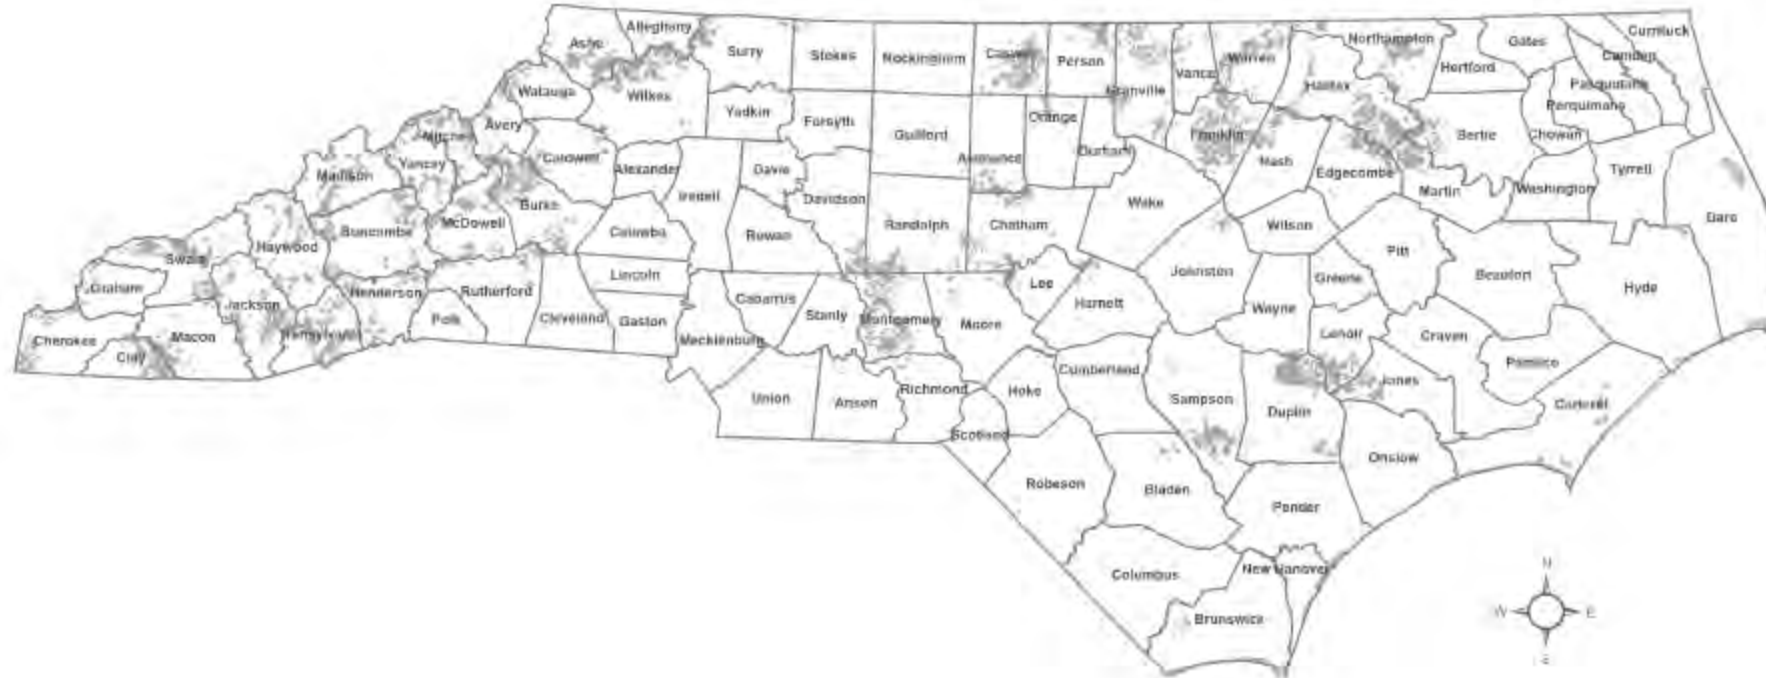 Alleghany
Ashe
Surry
Stokes
Rockingham
Caswell
Person
Granville
Vance
Warren
Northampton
Halifax
Hertford
Gates
Currituck
Camden
Pasquotank
Perquimans
Chowan
Bertie
Watauga
Wilkes
Yadkin
Forsyth
Guilford
Alamance
Orange
Durham
Franklin
Nash
Edgecombe
Martin
Washington
Tyrrell
Dare
Mitchell
Avery
Yancey
Madison
Caldwell
Alexander
Iredell
Davie
Davidson
Randolph
Chatham
Wake
Wilson
Pitt
Beaufort
Hyde
Swain
Haywood
Buncombe
McDowell
Burke
Catawba
Rowan
Lincoln
Graham
Jackson
Henderson
Rutherford
Polk
Cleveland
Gaston
Cabarrus
Stanly
Montgomery
Moore
Lee
Harnett
Johnston
Wayne
Greene
Lenoir
Craven
Pamlico
Cherokee
Clay
Macon
Transylvania
Mecklenburg
Union
Anson
Richmond
Hoke
Cumberland
Sampson
Duplin
Jones
Carteret
Scotland
Robeson
Bladen
Onslow
Pender
Columbus
New Hanover
Brunswick
N
W E
S